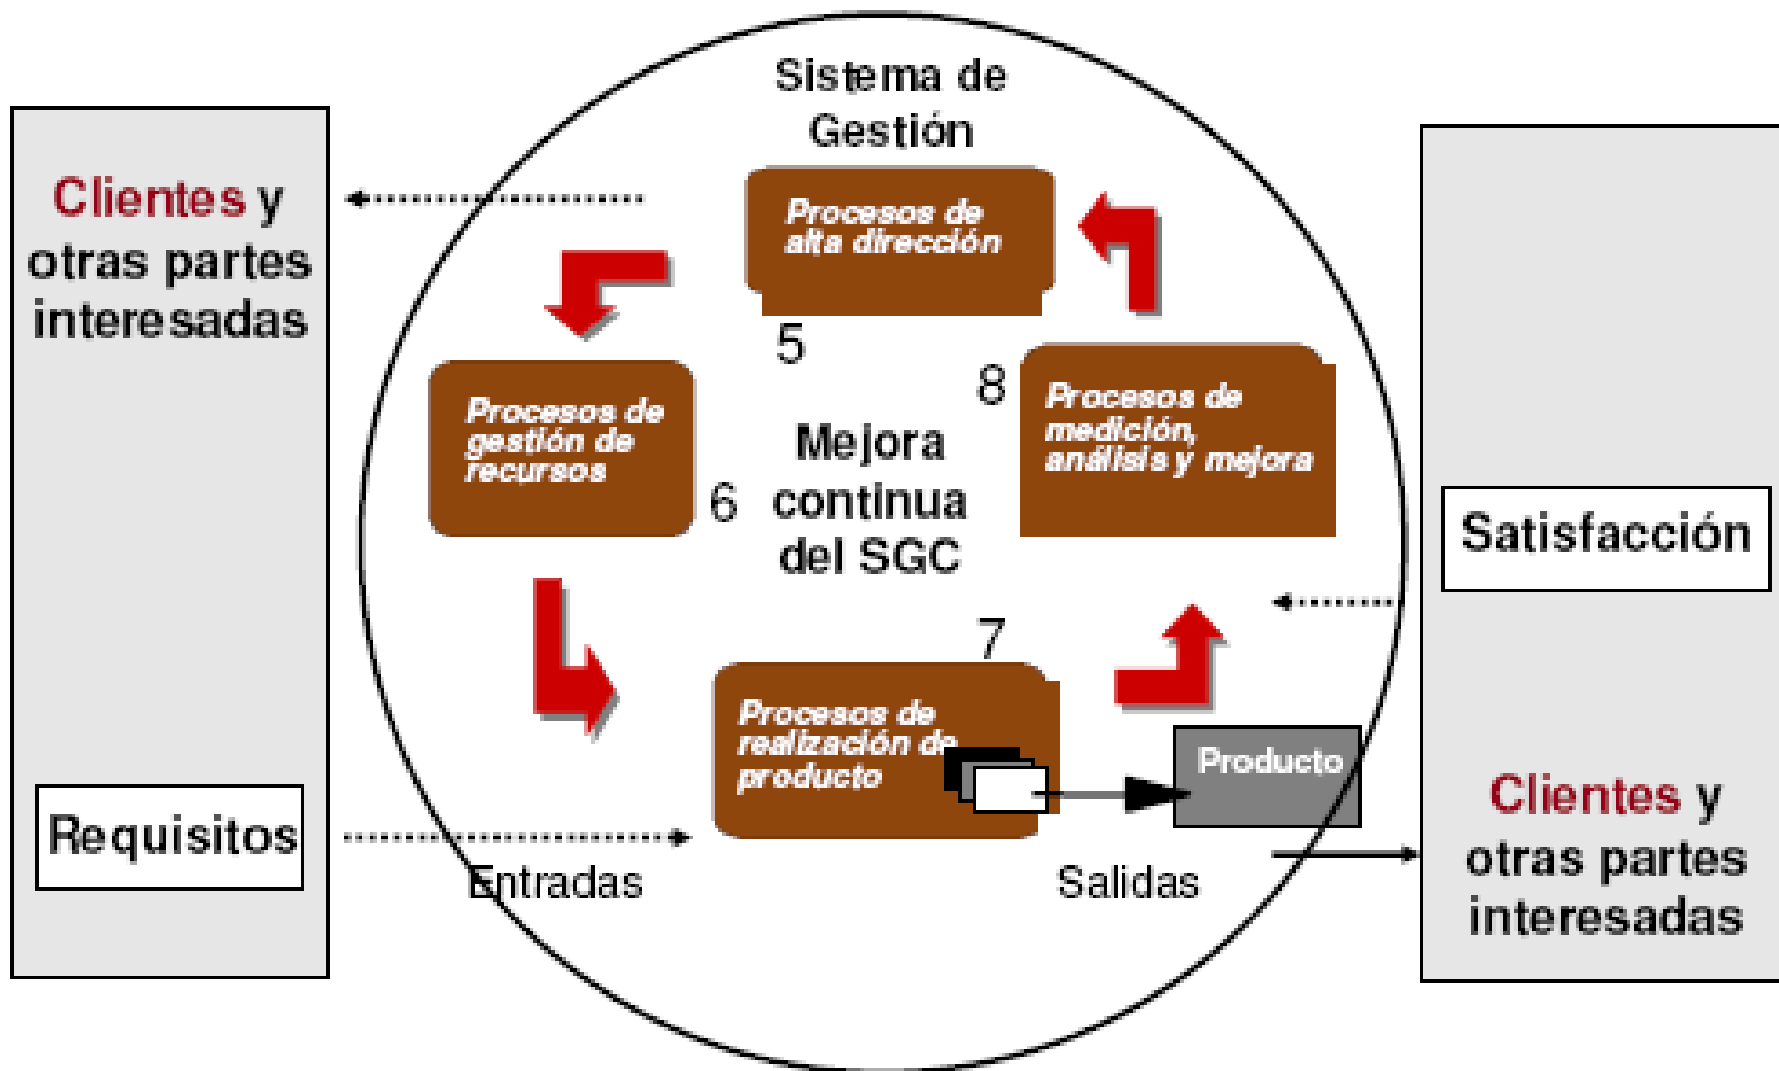 Sistema de
Gestión
Clientes y
otras partes
interesadas
Requisitos
Procesos de
alta dirección
5
Procesos de
gestión de
recursos
6
Mejora
continua
del SGC
8
Procesos de
medición,
análisis y mejora
7
Procesos de
realización de
producto
Producto
Entradas
Salidas
Satisfacción
Clientes y
otras partes
interesadas